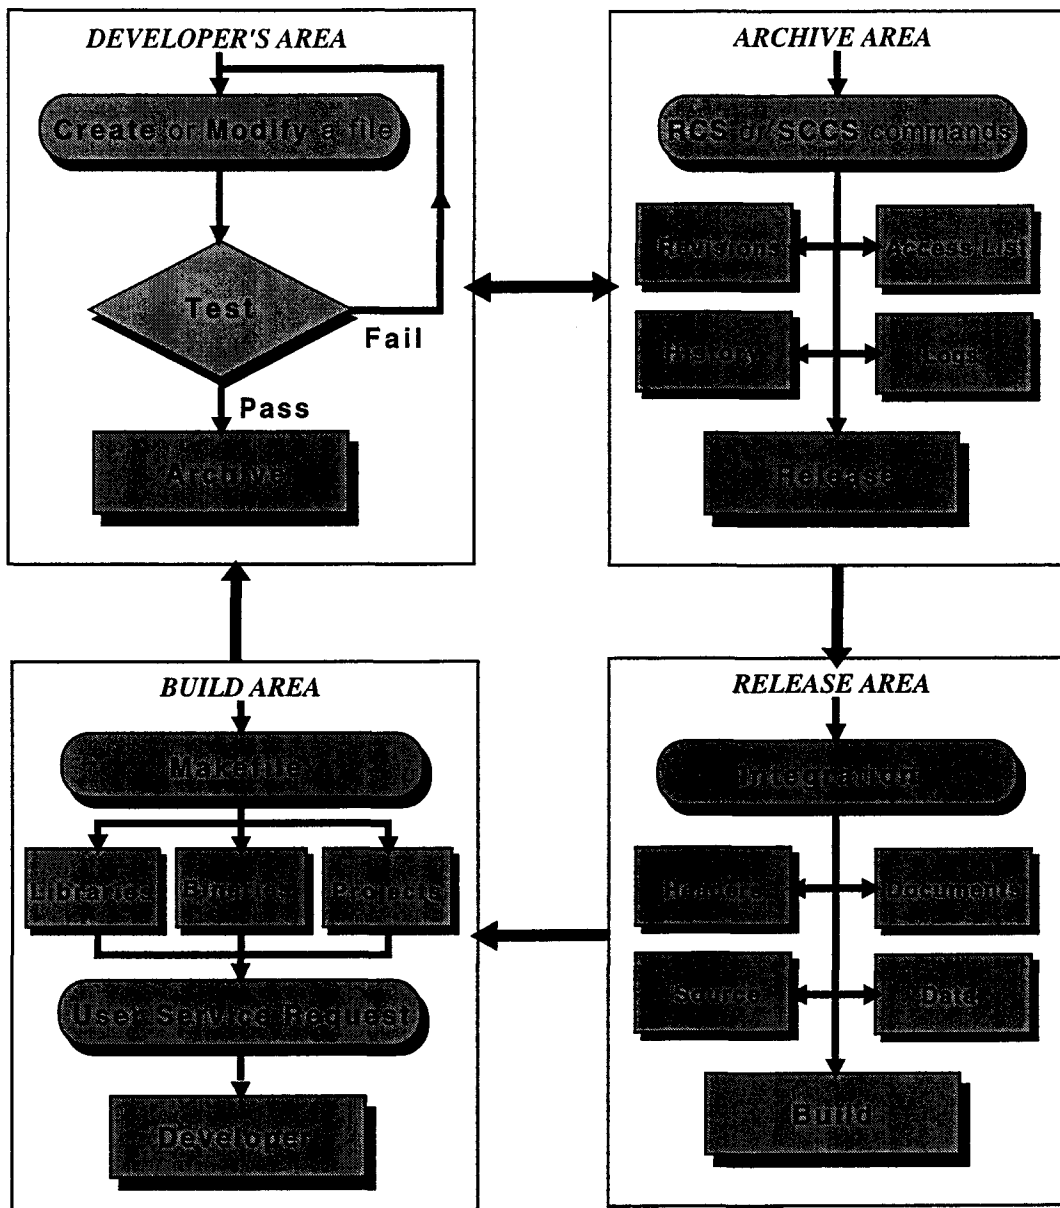 DEVELOPER'S AREA
Create or Modify a file
Test
Fail
Pass
Archive
ARCHIVE AREA
RCS or SCCS commands
Revisions
Access List
History
Logs
Release
BUILD AREA
Makefile
Libraries
Binaries
Projects
User Service Request
Developer
RELEASE AREA
Integration
Headers
Documents
Source
Data
Build